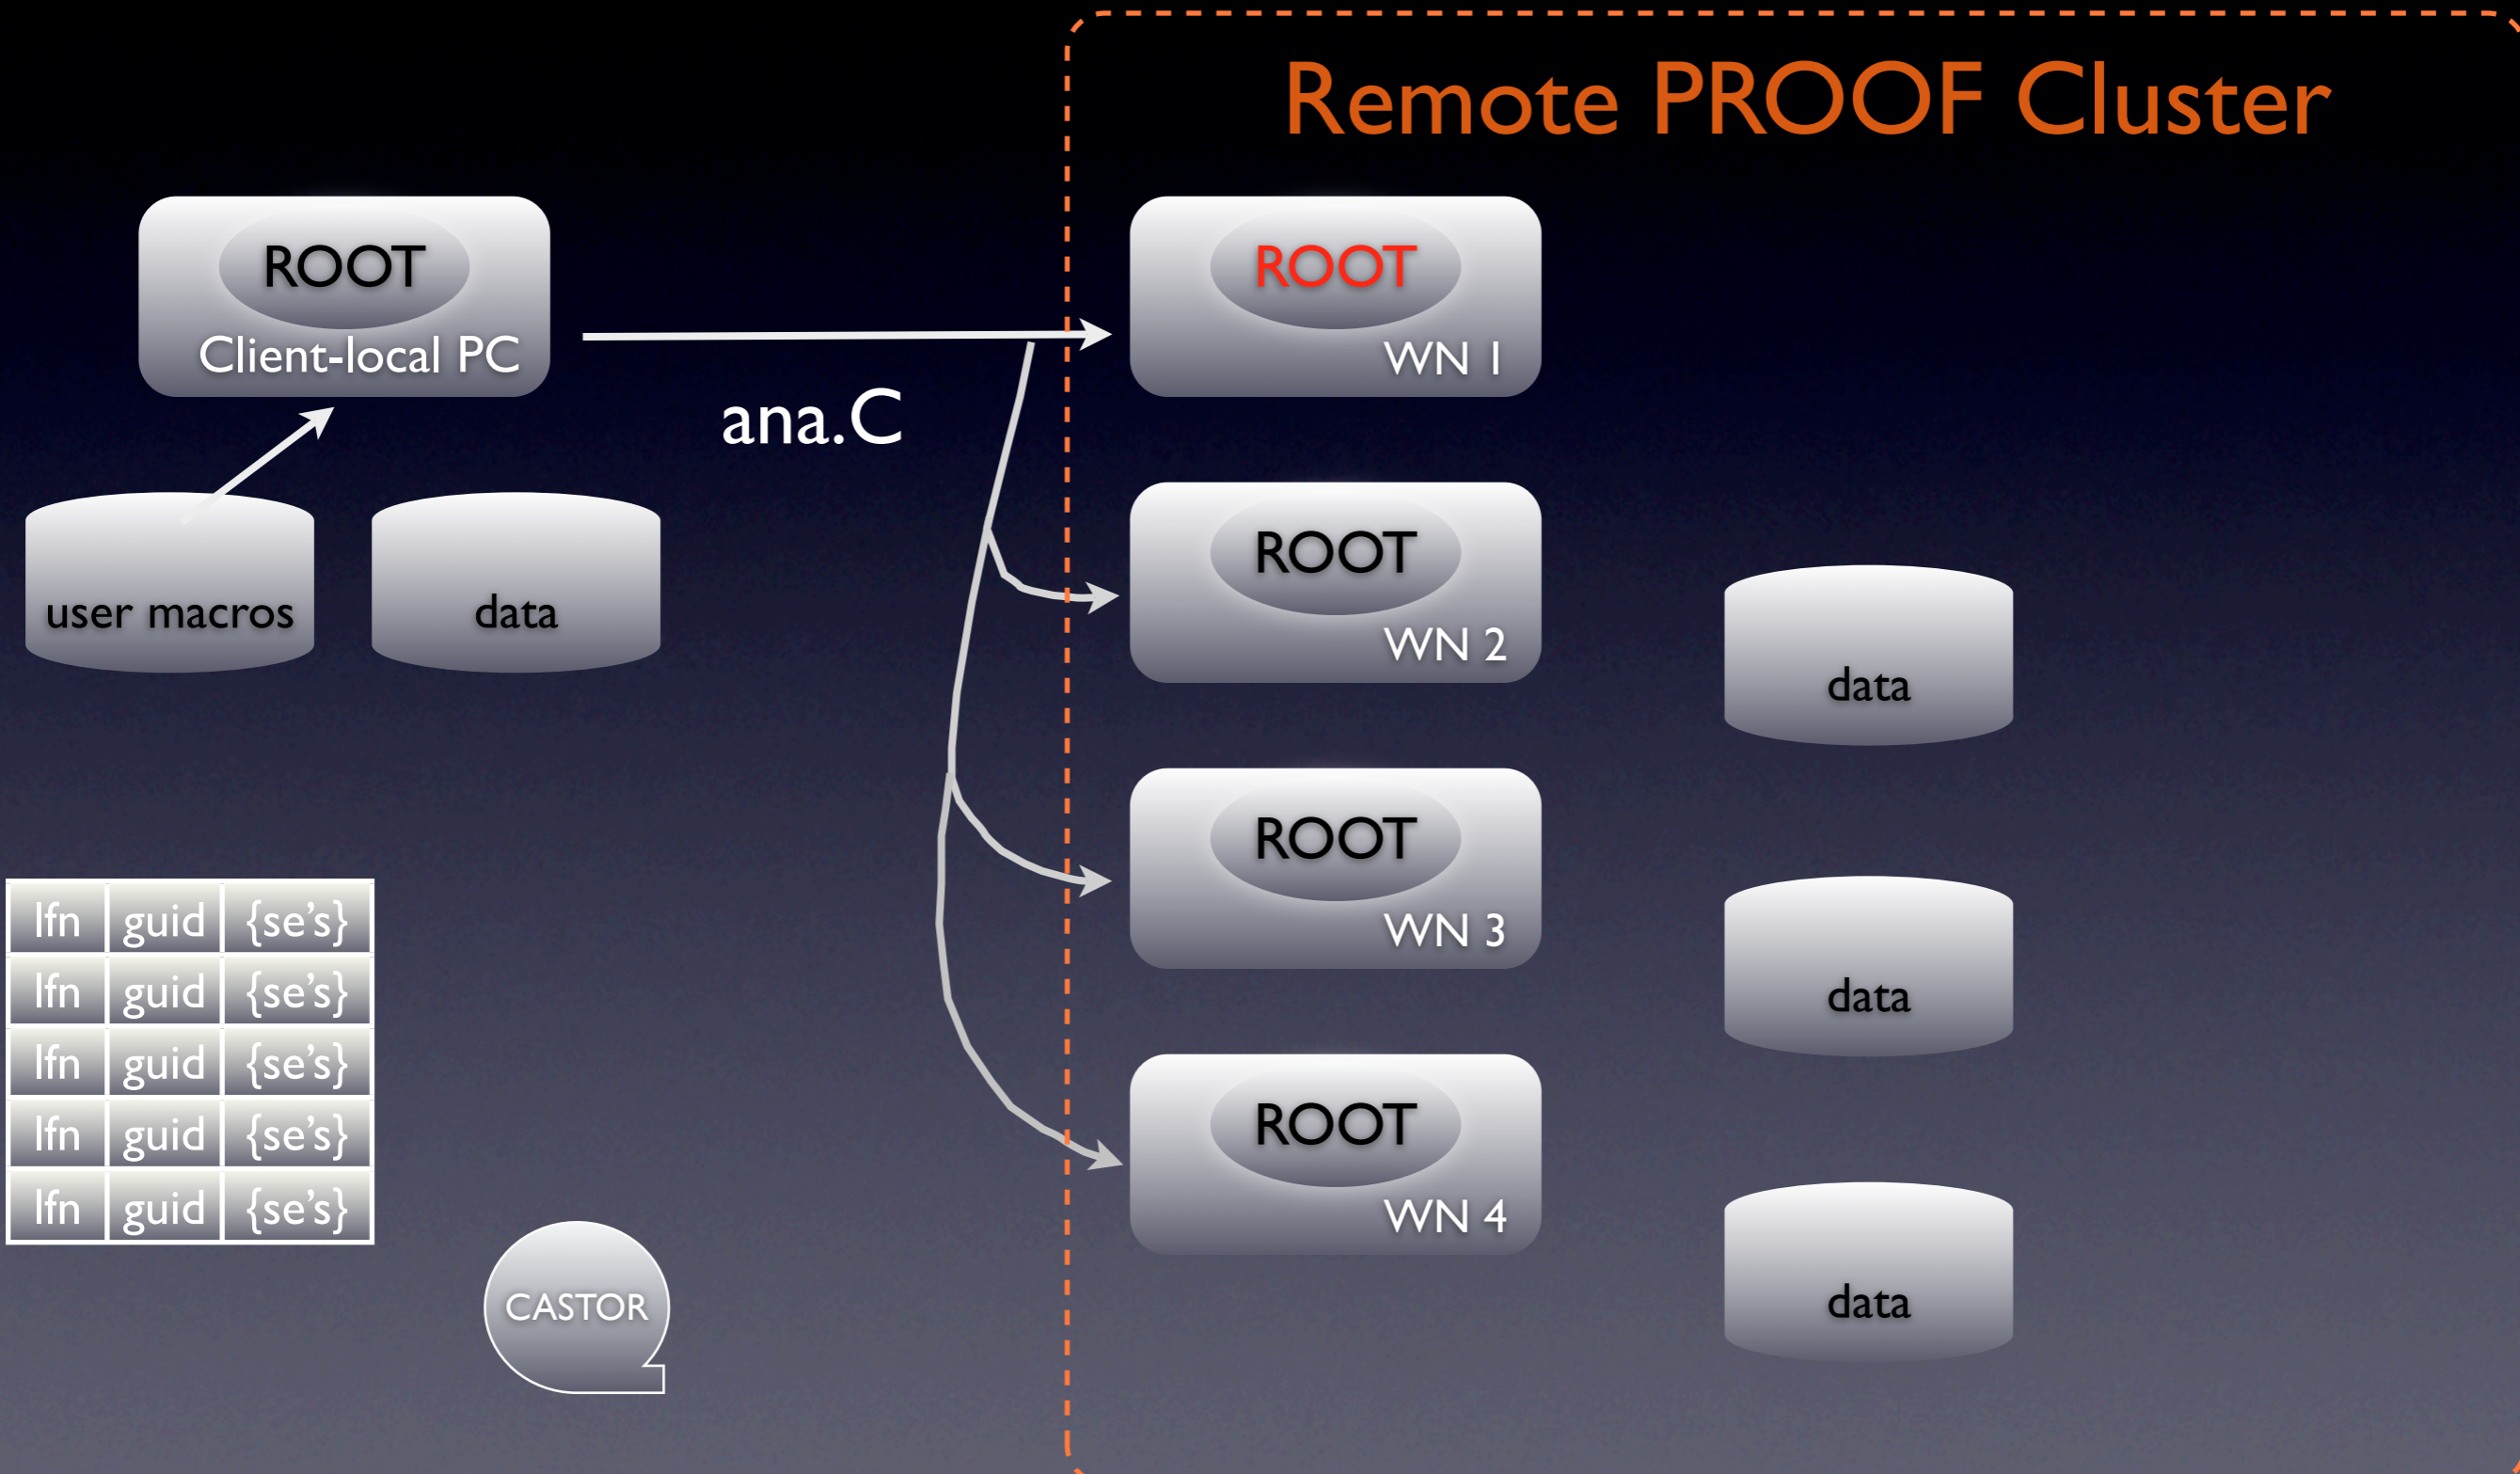 Remote PROOF Cluster
ROOT
Client-local PC
ana.C
user macros
data
lfn guid {se's}
lfn guid {se's}
lfn guid {se's}
lfn guid {se's}
lfn guid {se's}
CASTOR
ROOT
WN 1
ROOT
WN 2
ROOT
WN 3
ROOT
WN 4
data
data
data